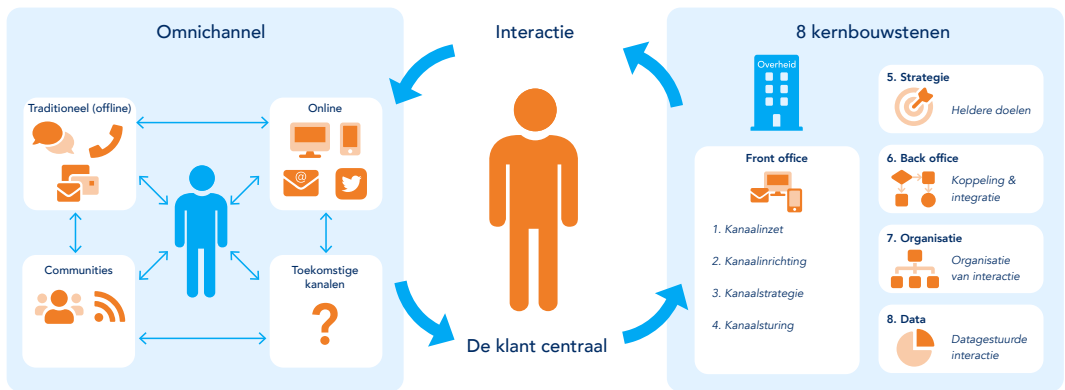 Omnichannel
Traditioneel (offline)
Online
@
Communities
Toekomstige
kanalen
?
Interactie
De klant centraal
8 kernbouwstenen
Overheid
Front office
1. Kanaalinzet
2. Kanaalinrichting
3. Kanaalstrategie
4. Kanaalsturing
5. Strategie
Heldere doelen
6. Back office
Koppeling &
integratie
7. Organisatie
Organisatie
van interactie
8. Data
Datagestuurde
interactie